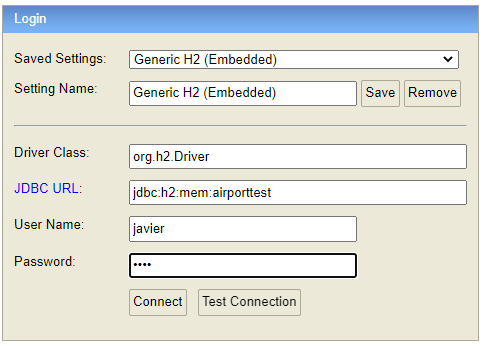 Login
Saved Settings: Generic H2 (Embedded)
Setting Name: Generic H2 (Embedded) Save Remove
Driver Class: org.h2.Driver
JDBC URL: jdbc:h2:mem:airporttest
User Name: javier
Password: ••••
Connect Test Connection